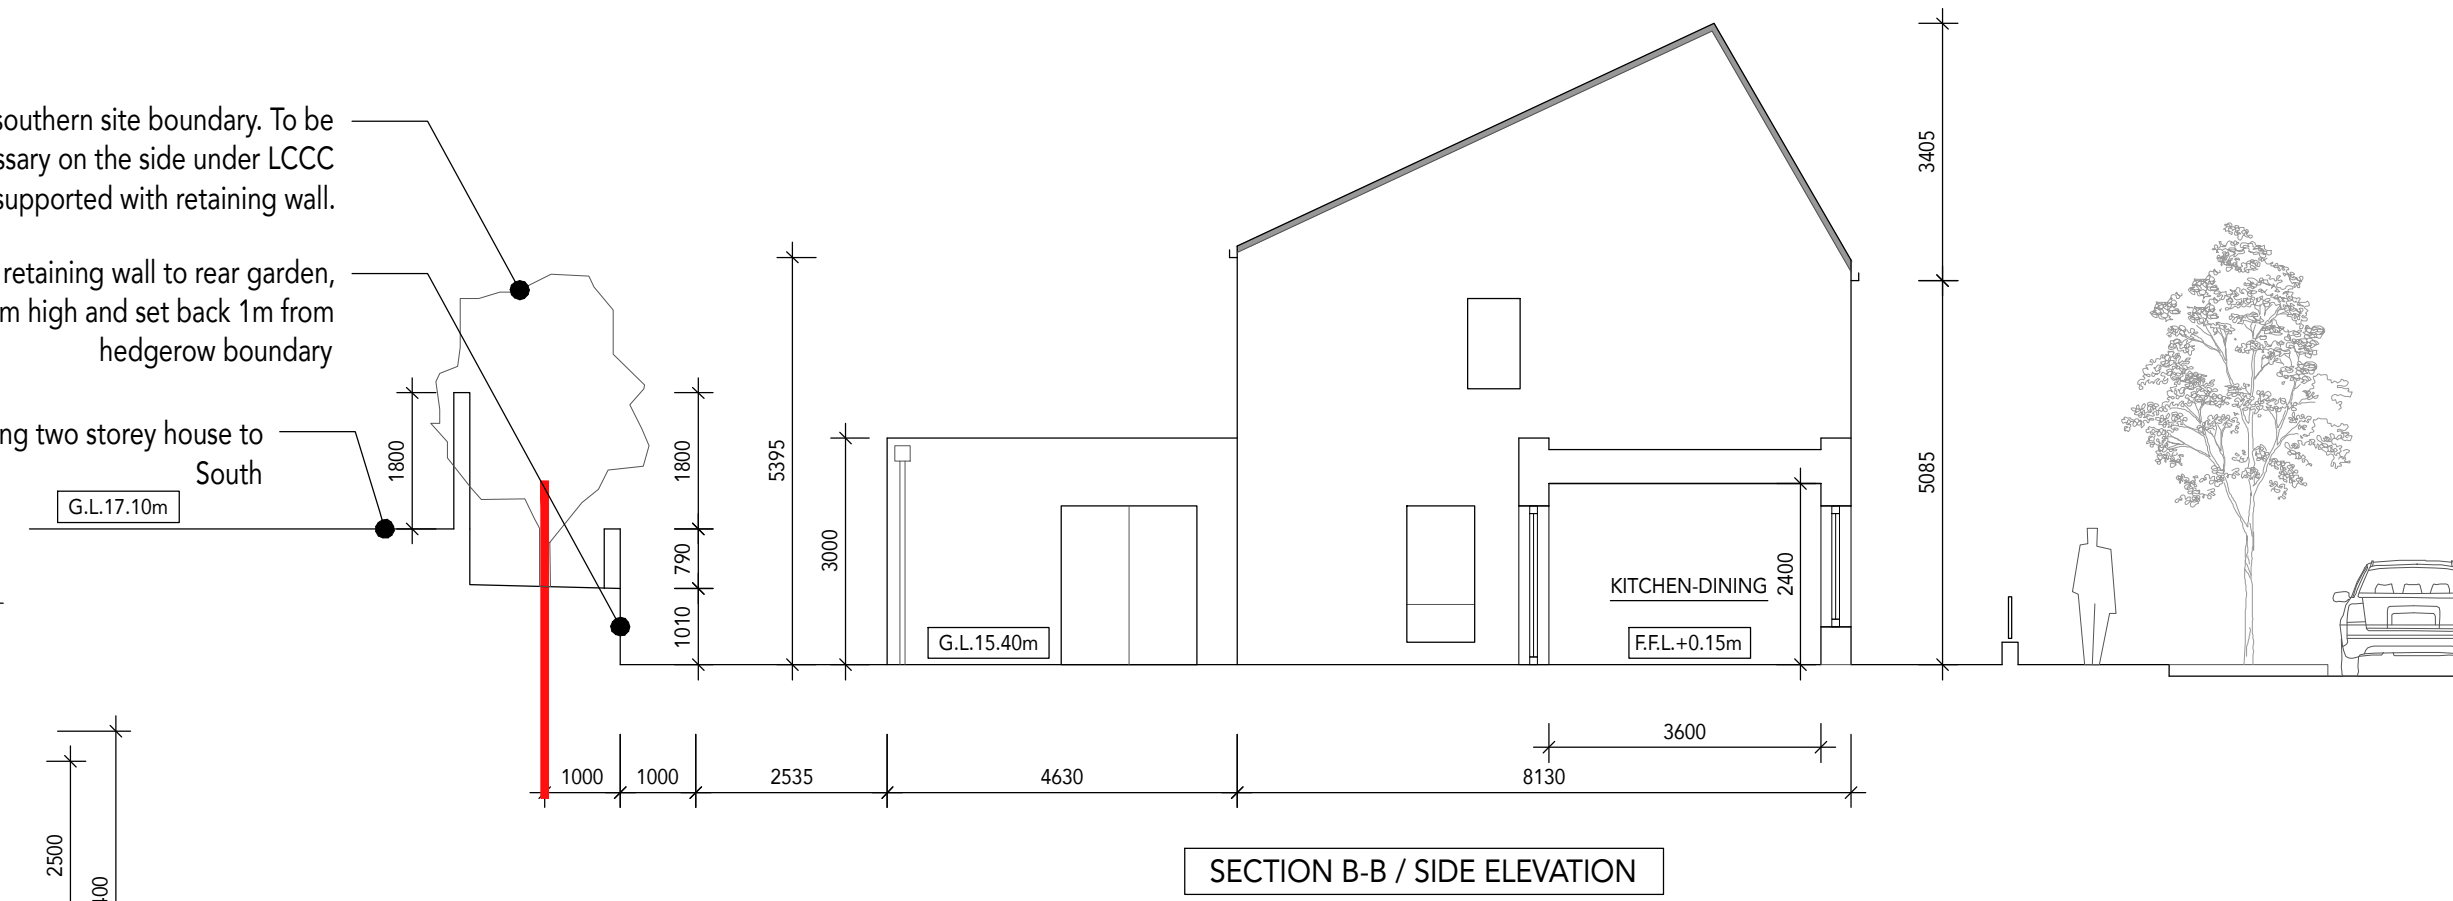 southern site boundary. To be
ssary on the side under LCCC
supported with retaining wall.
retaining wall to rear garden,
m high and set back 1m from
hedgerow boundary
ng two storey house to
South
G.L.17.10m
1800
1800
790
1010
5395
3000
G.L.15.40m
KITCHEN-DINING
2400
F.F.L.+0.15m
3405
5085
3600
1000
1000
2535
4630
8130
2500
400
SECTION B-B / SIDE ELEVATION